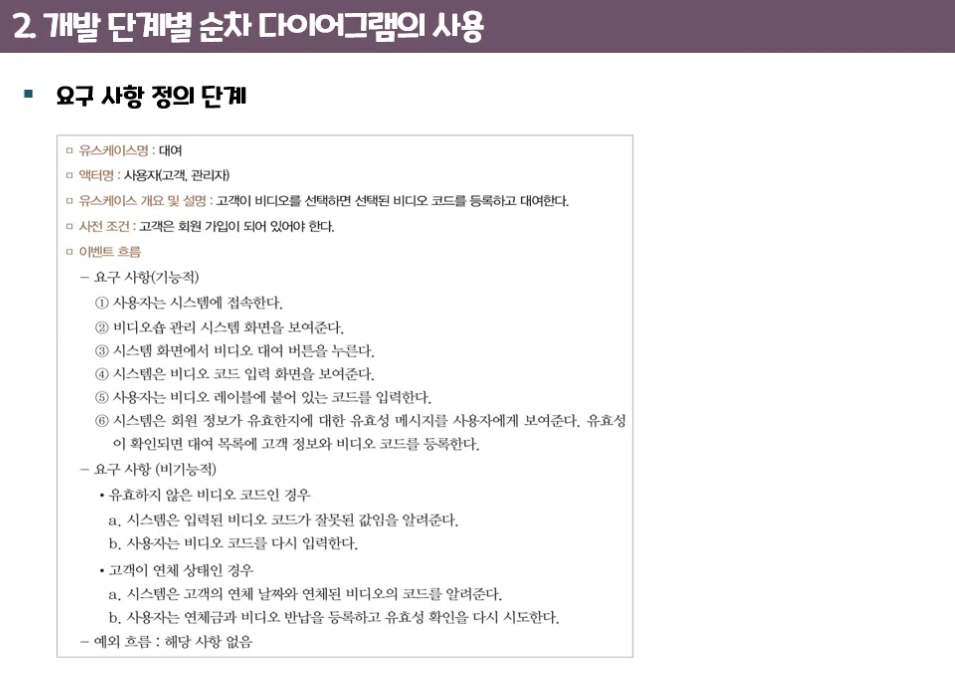 2. 개발 단계별 순차 다이어그램의 사용
▪ 요구 사항 정의 단계
▫ 유스케이스명 : 대여
▫ 액터명 : 사용자(고객, 관리자)
▫ 유스케이스 개요 및 설명 : 고객이 비디오를 선택하면 선택된 비디오 코드를 등록하고 대여한다.
▫ 사전 조건 : 고객은 회원 가입이 되어 있어야 한다.
▫ 이벤트 흐름
– 요구 사항(기능적)
① 사용자는 시스템에 접속한다.
② 비디오숍 관리 시스템 화면을 보여준다.
③ 시스템 화면에서 비디오 대여 버튼을 누른다.
④ 시스템은 비디오 코드 입력 화면을 보여준다.
⑤ 사용자는 비디오 레이블에 붙어 있는 코드를 입력한다.
⑥ 시스템은 회원 정보가 유효한지에 대한 유효성 메시지를 사용자에게 보여준다. 유효성
이 확인되면 대여 목록에 고객 정보와 비디오 코드를 등록한다.
– 요구 사항 (비기능적)
• 유효하지 않은 비디오 코드인 경우
a. 시스템은 입력된 비디오 코드가 잘못된 값임을 알려준다.
b. 사용자는 비디오 코드를 다시 입력한다.
• 고객이 연체 상태인 경우
a. 시스템은 고객의 연체 날짜와 연체된 비디오의 코드를 알려준다.
b. 사용자는 연체금과 비디오 반납을 등록하고 유효성 확인을 다시 시도한다.
– 예외 흐름 : 해당 사항 없음